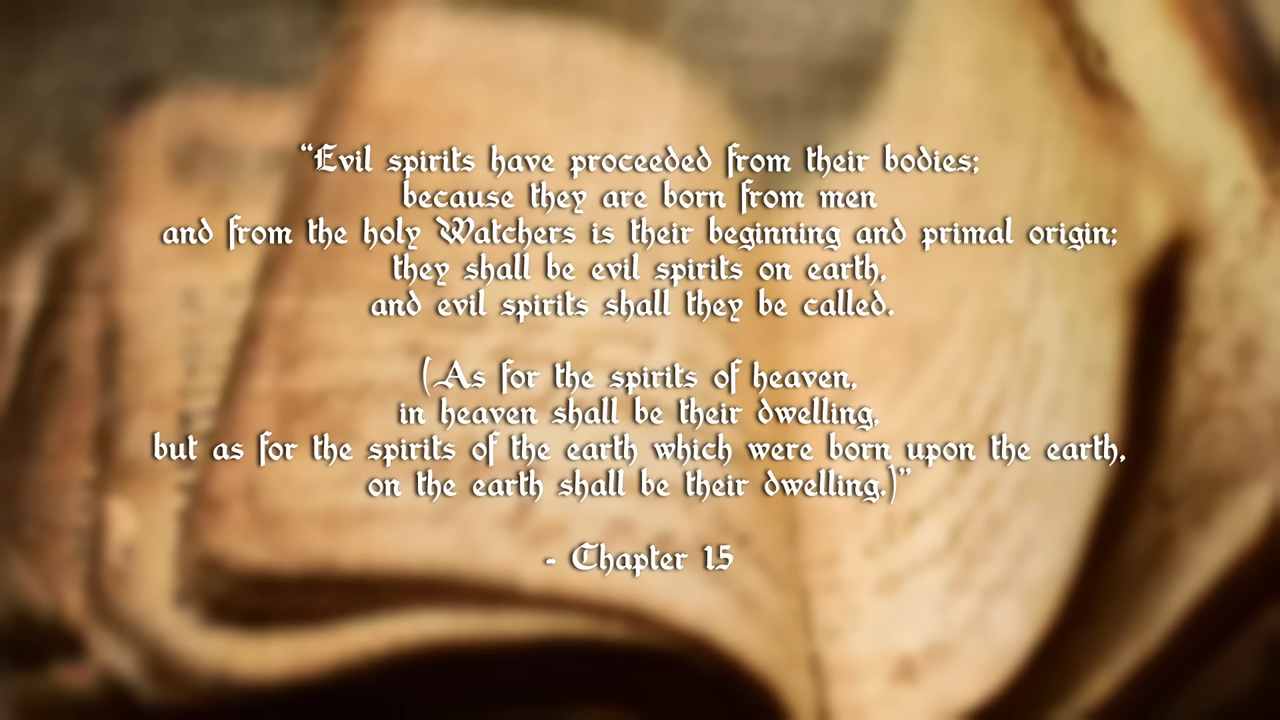 “Evil spirits have proceeded from their bodies;
because they are born from men
and from the holy Watchers is their beginning and primal origin;
they shall be evil spirits on earth,
and evil spirits shall they be called.
(As for the spirits of heaven,
in heaven shall be their dwelling,
but as for the spirits of the earth which were born upon the earth,
on the earth shall be their dwelling.)”
- Chapter 15